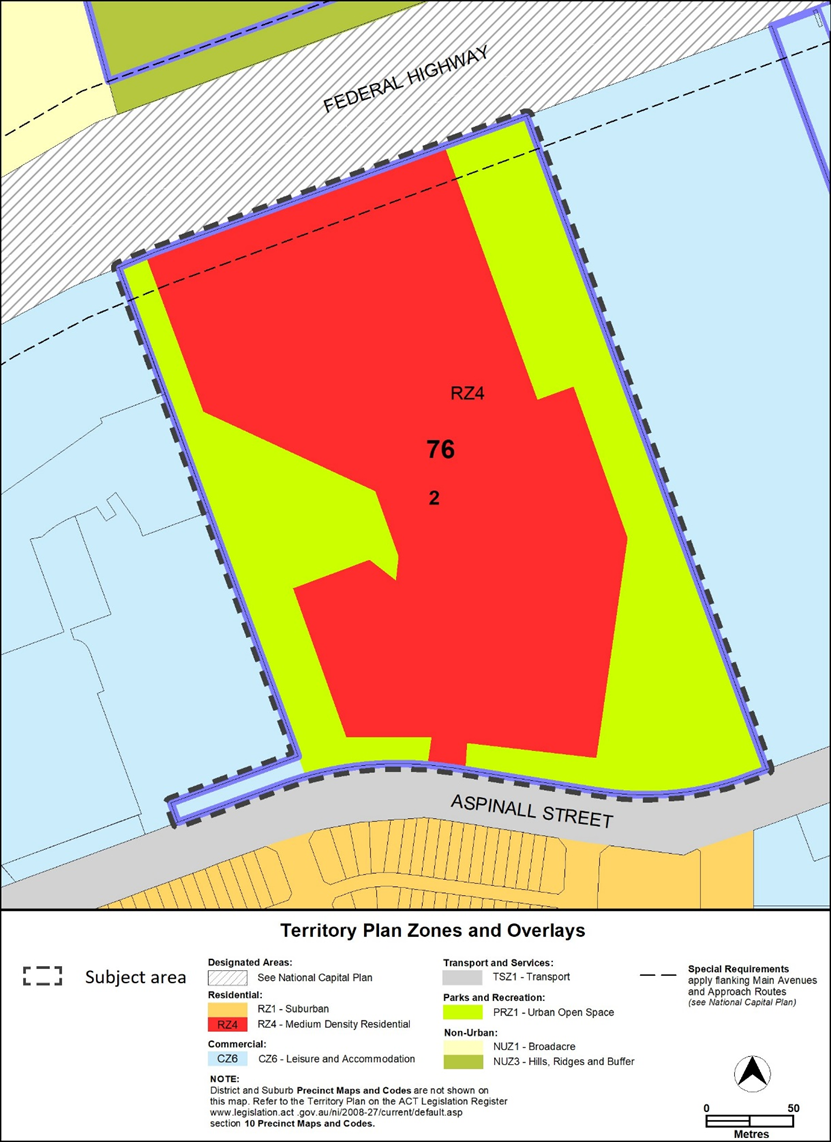 FEDERAL HIGHWAY
RZ4
76
2
ASPINALL STREET
Territory Plan Zones and Overlays
Subject area
Designated Areas:
See National Capital Plan
Residential:
RZ1 - Suburban
RZ4 RZ4 - Medium Density Residential
Commercial:
CZ6 CZ6 - Leisure and Accommodation
NOTE:
District and Suburb Precinct Maps and Codes are not shown on
this map. Refer to the Territory Plan on the ACT Legislation Register
www.legislation.act .gov.au/ni/2008-27/current/default.asp
section 10 Precinct Maps and Codes.
Transport and Services:
TSZ1 - Transport
Parks and Recreation:
PRZ1 - Urban Open Space
Non-Urban:
NUZ1 - Broadacre
NUZ3 - Hills, Ridges and Buffer
Special Requirements
apply flanking Main Avenues
and Approach Routes
(see National Capital Plan)
0 50
Metres